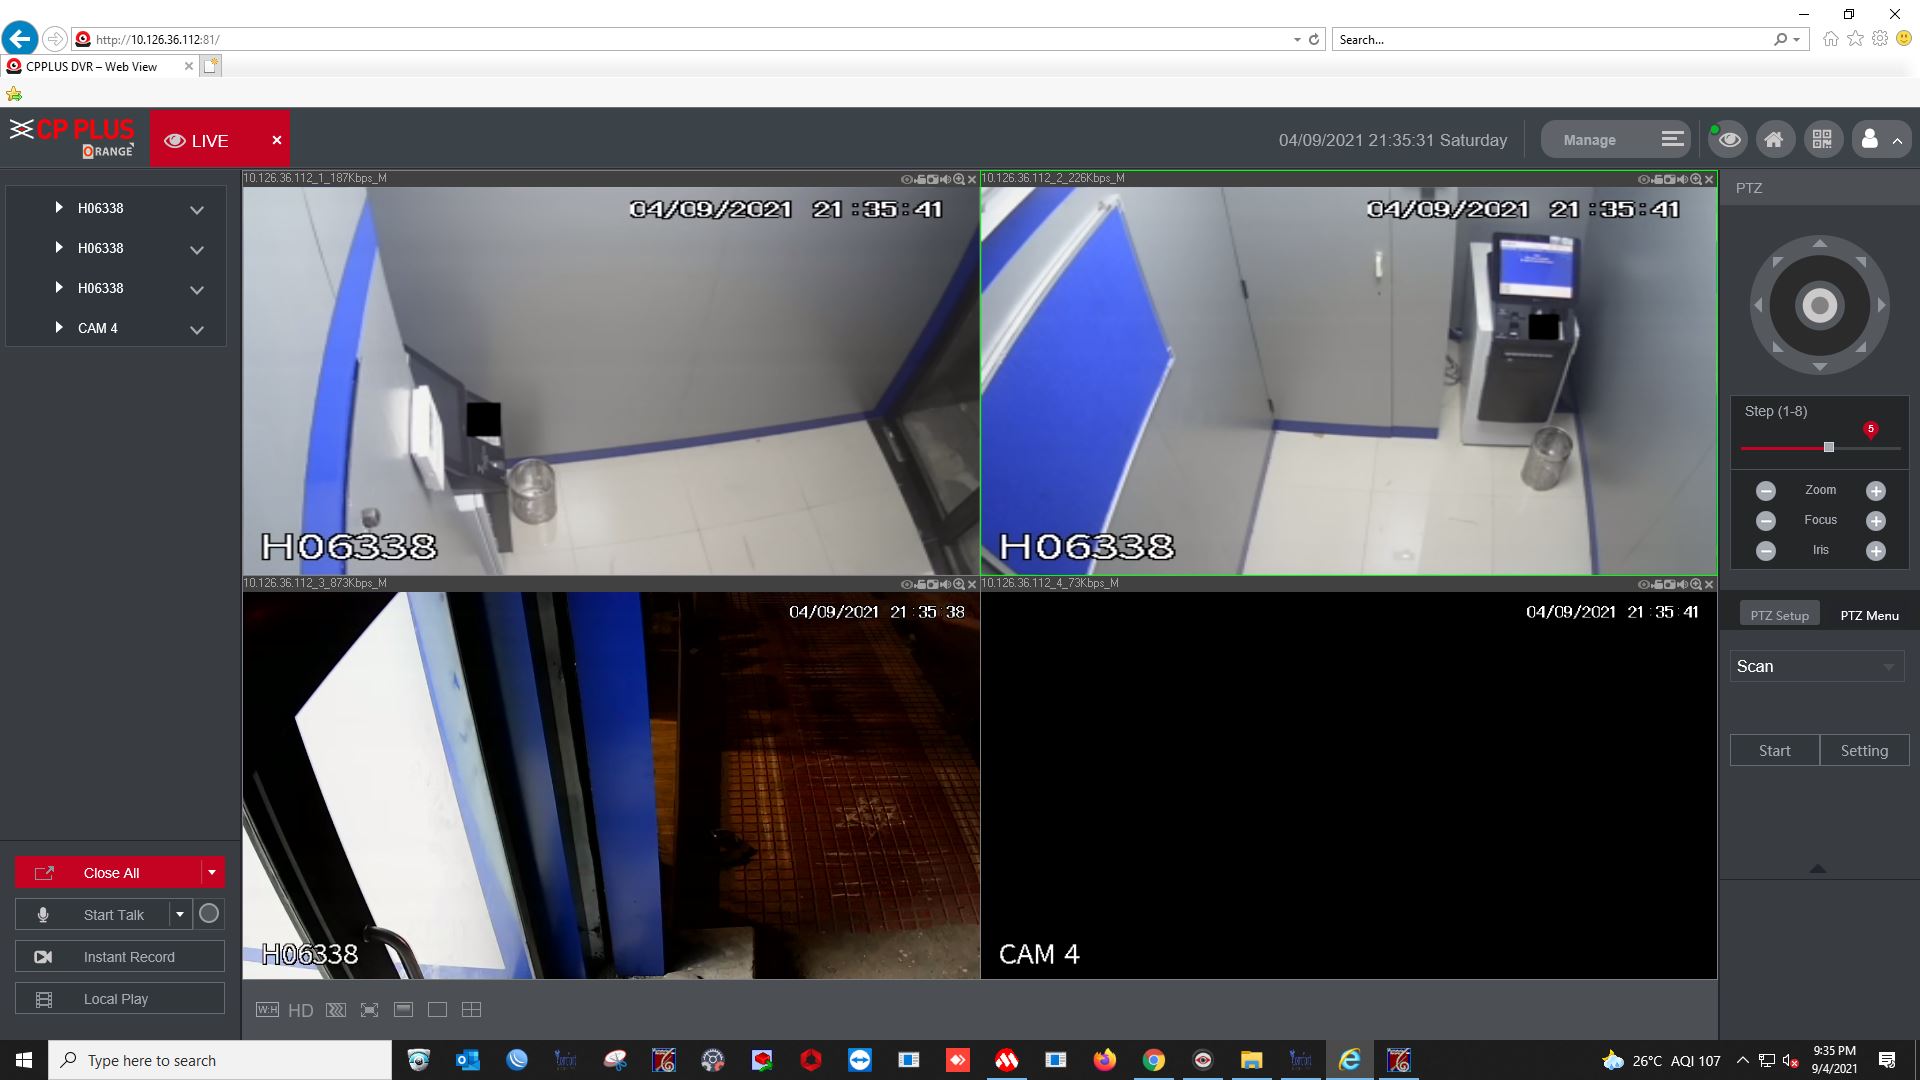 http://10.126.36.112:81/
Search...
CPPLUS DVR – Web View
CP PLUS
ORANGE
LIVE
04/09/2021 21:35:31 Saturday
Manage
H06338
H06338
H06338
CAM 4
10.126.36.112_1_187Kbps_M
04/09/2021 21:35:41
H06338
10.126.36.112_2_226Kbps_M
04/09/2021 21:35:41
H06338
10.126.36.112_3_873Kbps_M
04/09/2021 21:35:38
H06338
10.126.36.112_4_73Kbps_M
04/09/2021 21:35:41
CAM 4
PTZ
Step (1-8)
5
Zoom
Focus
Iris
PTZ Setup PTZ Menu
Scan
Start Setting
Close All
Start Talk
Instant Record
Local Play
W:H HD
Type here to search
26°C AQI 107
9:35 PM
9/4/2021